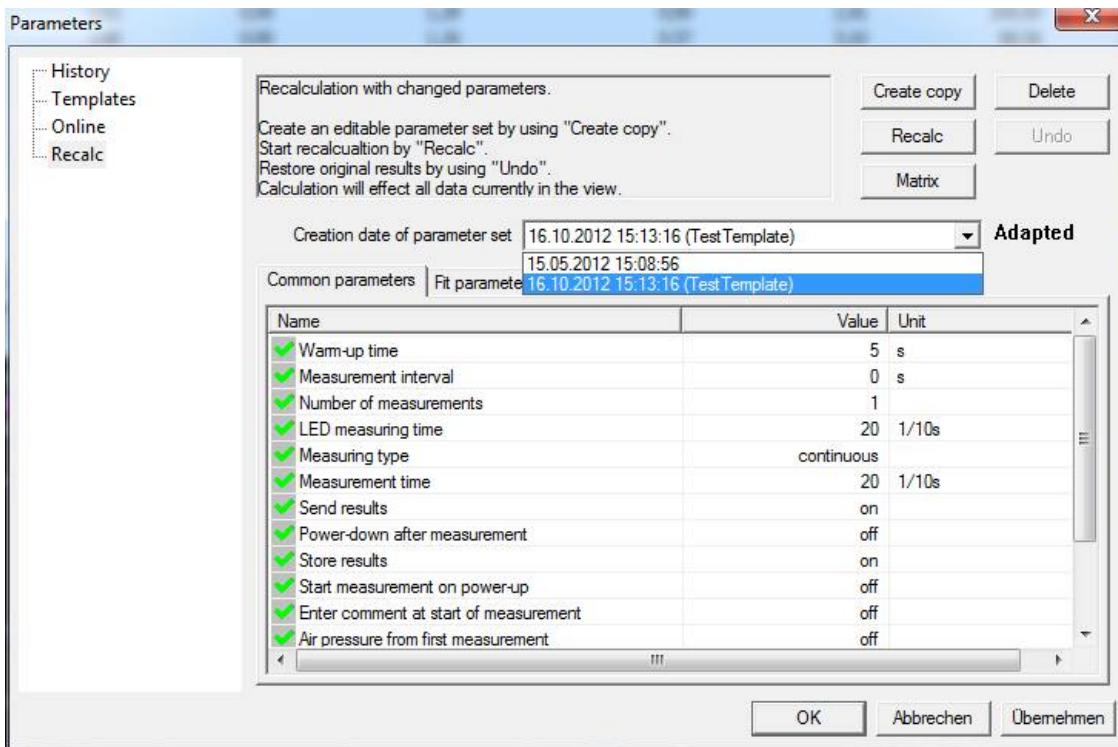 Parameters
History
Templates
Online
Recalc
Recalculation with changed parameters.
Create an editable parameter set by using "Create copy".
Start recalcualtion by "Recalc".
Restore original results by using "Undo".
Calculation will effect all data currently in the view.
Create copy
Delete
Recalc
Undo
Matrix
Creation date of parameter set 16.10.2012 15:13:16 (TestTemplate) Adapted
15.05.2012 15:08:56
16.10.2012 15:13:16 (TestTemplate)
Common parameters Fit paramete
Name Value Unit
Warm-up time 5 s
Measurement interval 0 s
Number of measurements 1
LED measuring time 20 1/10s
Measuring type continuous
Measurement time 20 1/10s
Send results on
Power-down after measurement off
Store results on
Start measurement on power-up off
Enter comment at start of measurement off
Air pressure from first measurement off
OK Abbrechen Übernehmen